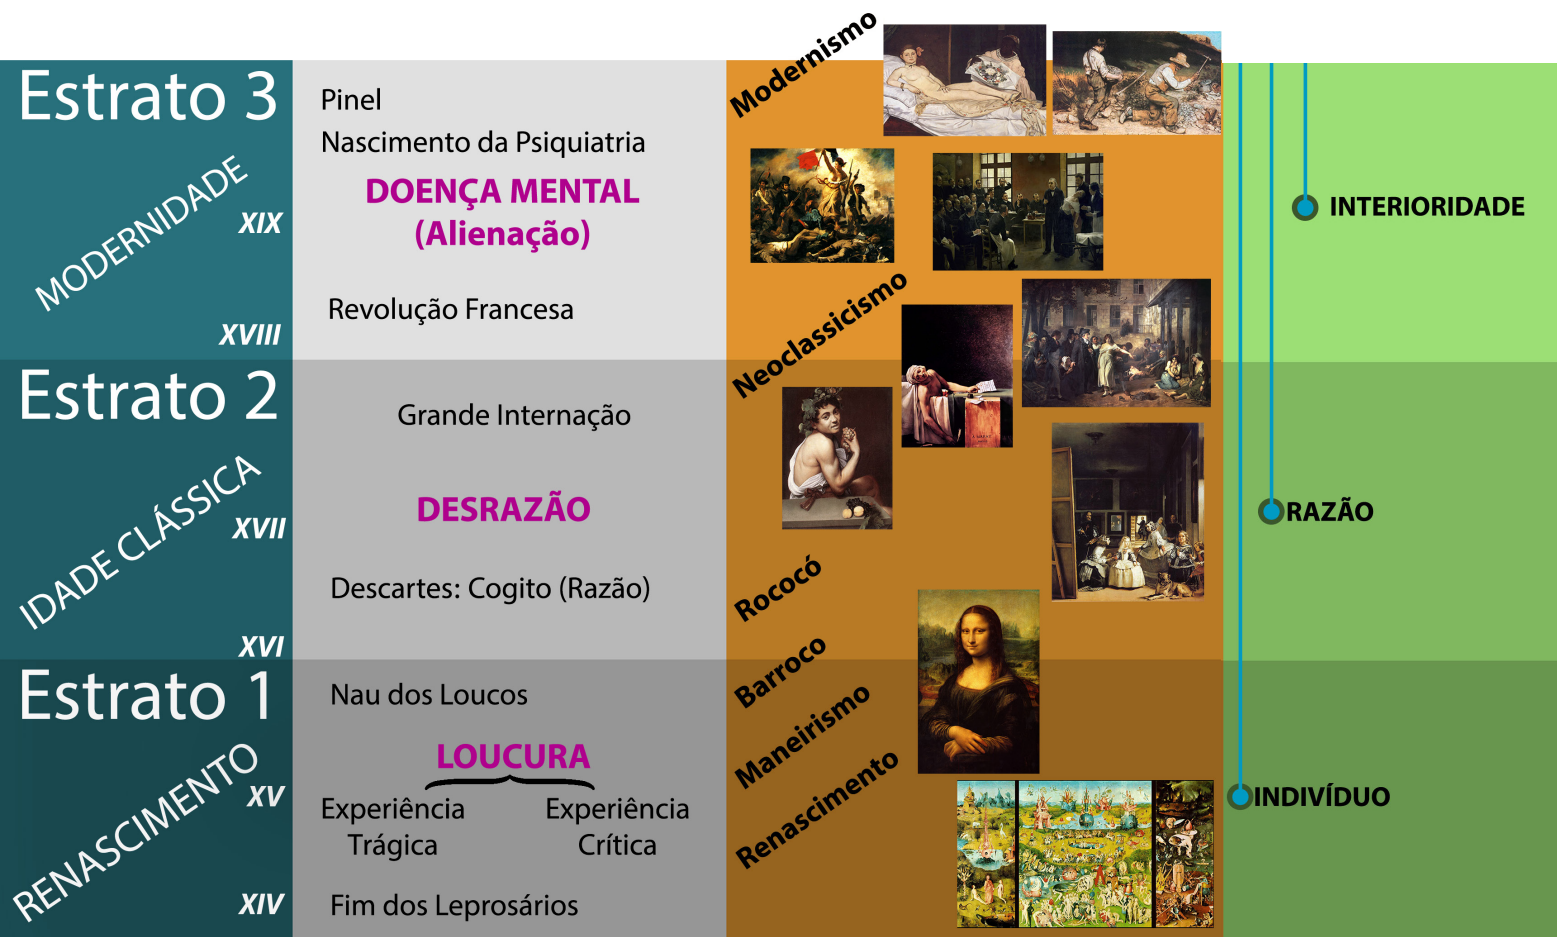 Estrato 3
MODERNIDADE
XIX
XVIII
Pinel
Nascimento da Psiquiatria
DOENÇA MENTAL
(Alienação)
Revolução Francesa
Modernismo
Neoclassicismo
INTERIORIDADE
Estrato 2
IDADE CLÁSSICA
XVII
XVI
Grande Internação
DESRAZÃO
Descartes: Cogito (Razão)
Rococó
Barroco
RAZÃO
Estrato 1
RENASCIMENTO
XV
XIV
Nau dos Loucos
LOUCURA
Experiência
Trágica
Experiência
Crítica
Fim dos Leprosários
Maneirismo
Renascimento
INDIVÍDUO